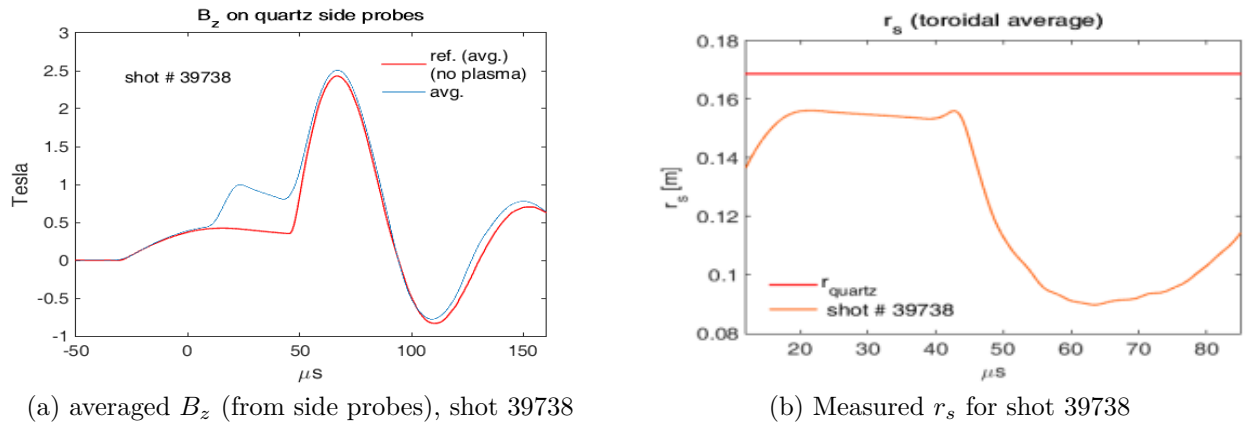 B_z on quartz side probes
3
2.5
2
1.5
1
0.5
0
-0.5
-1
Tesla
shot # 39738
ref. (avg.)
(no plasma)
avg.
-50 0 50 100 150
μs
(a) averaged B_z (from side probes), shot 39738
r_s (toroidal average)
0.18
0.16
0.14
0.12
0.1
0.08
r_s [m]
r_quartz
shot # 39738
20 30 40 50 60 70 80
μs
(b) Measured r_s for shot 39738